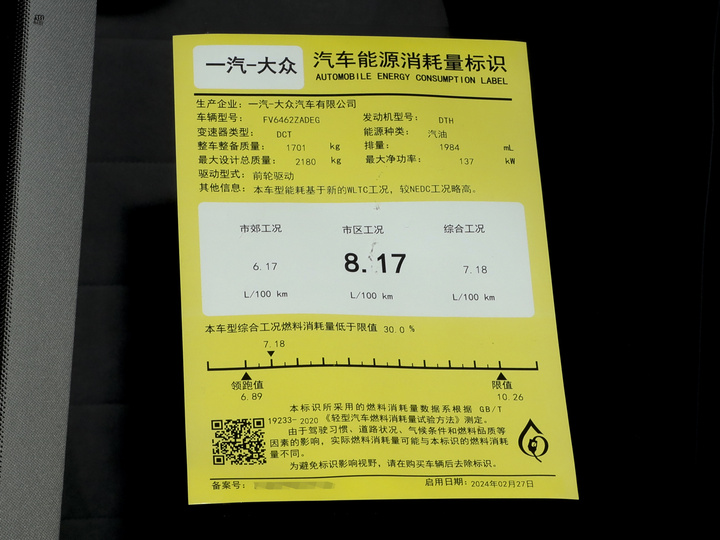 一汽-大众
汽车能源消耗量标识
AUTOMOBILE ENERGY CONSUMPTION LABEL
生产企业：一汽-大众汽车有限公司
车辆型号： FV6462ZADEG 发动机型号： DTH
变速器类型： DCT 能源种类： 汽油
整车整备质量： 1701 kg 排量： 1984 mL
最大设计总质量： 2180 kg 最大净功率： 137 kW
驱动型式： 前轮驱动
其他信息： 本车型能耗基于新的WLTC工况，较NEDC工况略高。
市郊工况 市区工况 综合工况
6.17 8.17 7.18
L/100 km L/100 km L/100 km
本车型综合工况燃料消耗量低于限值 30.0 %
7.18
领跑值 限值
6.89 10.26
本标识所采用的燃料消耗量数据系根据 GB/T
19233- 2020 《轻型汽车燃料消耗量试验方法》测定。
由于驾驶习惯、道路状况、气候条件和燃料品质等
因素的影响，实际燃料消耗量可能与本标识的燃料消耗
量不同。
为避免标识影响视野，请在购买车辆后去除标识。
备案号： 启用日期：2024年02月27日